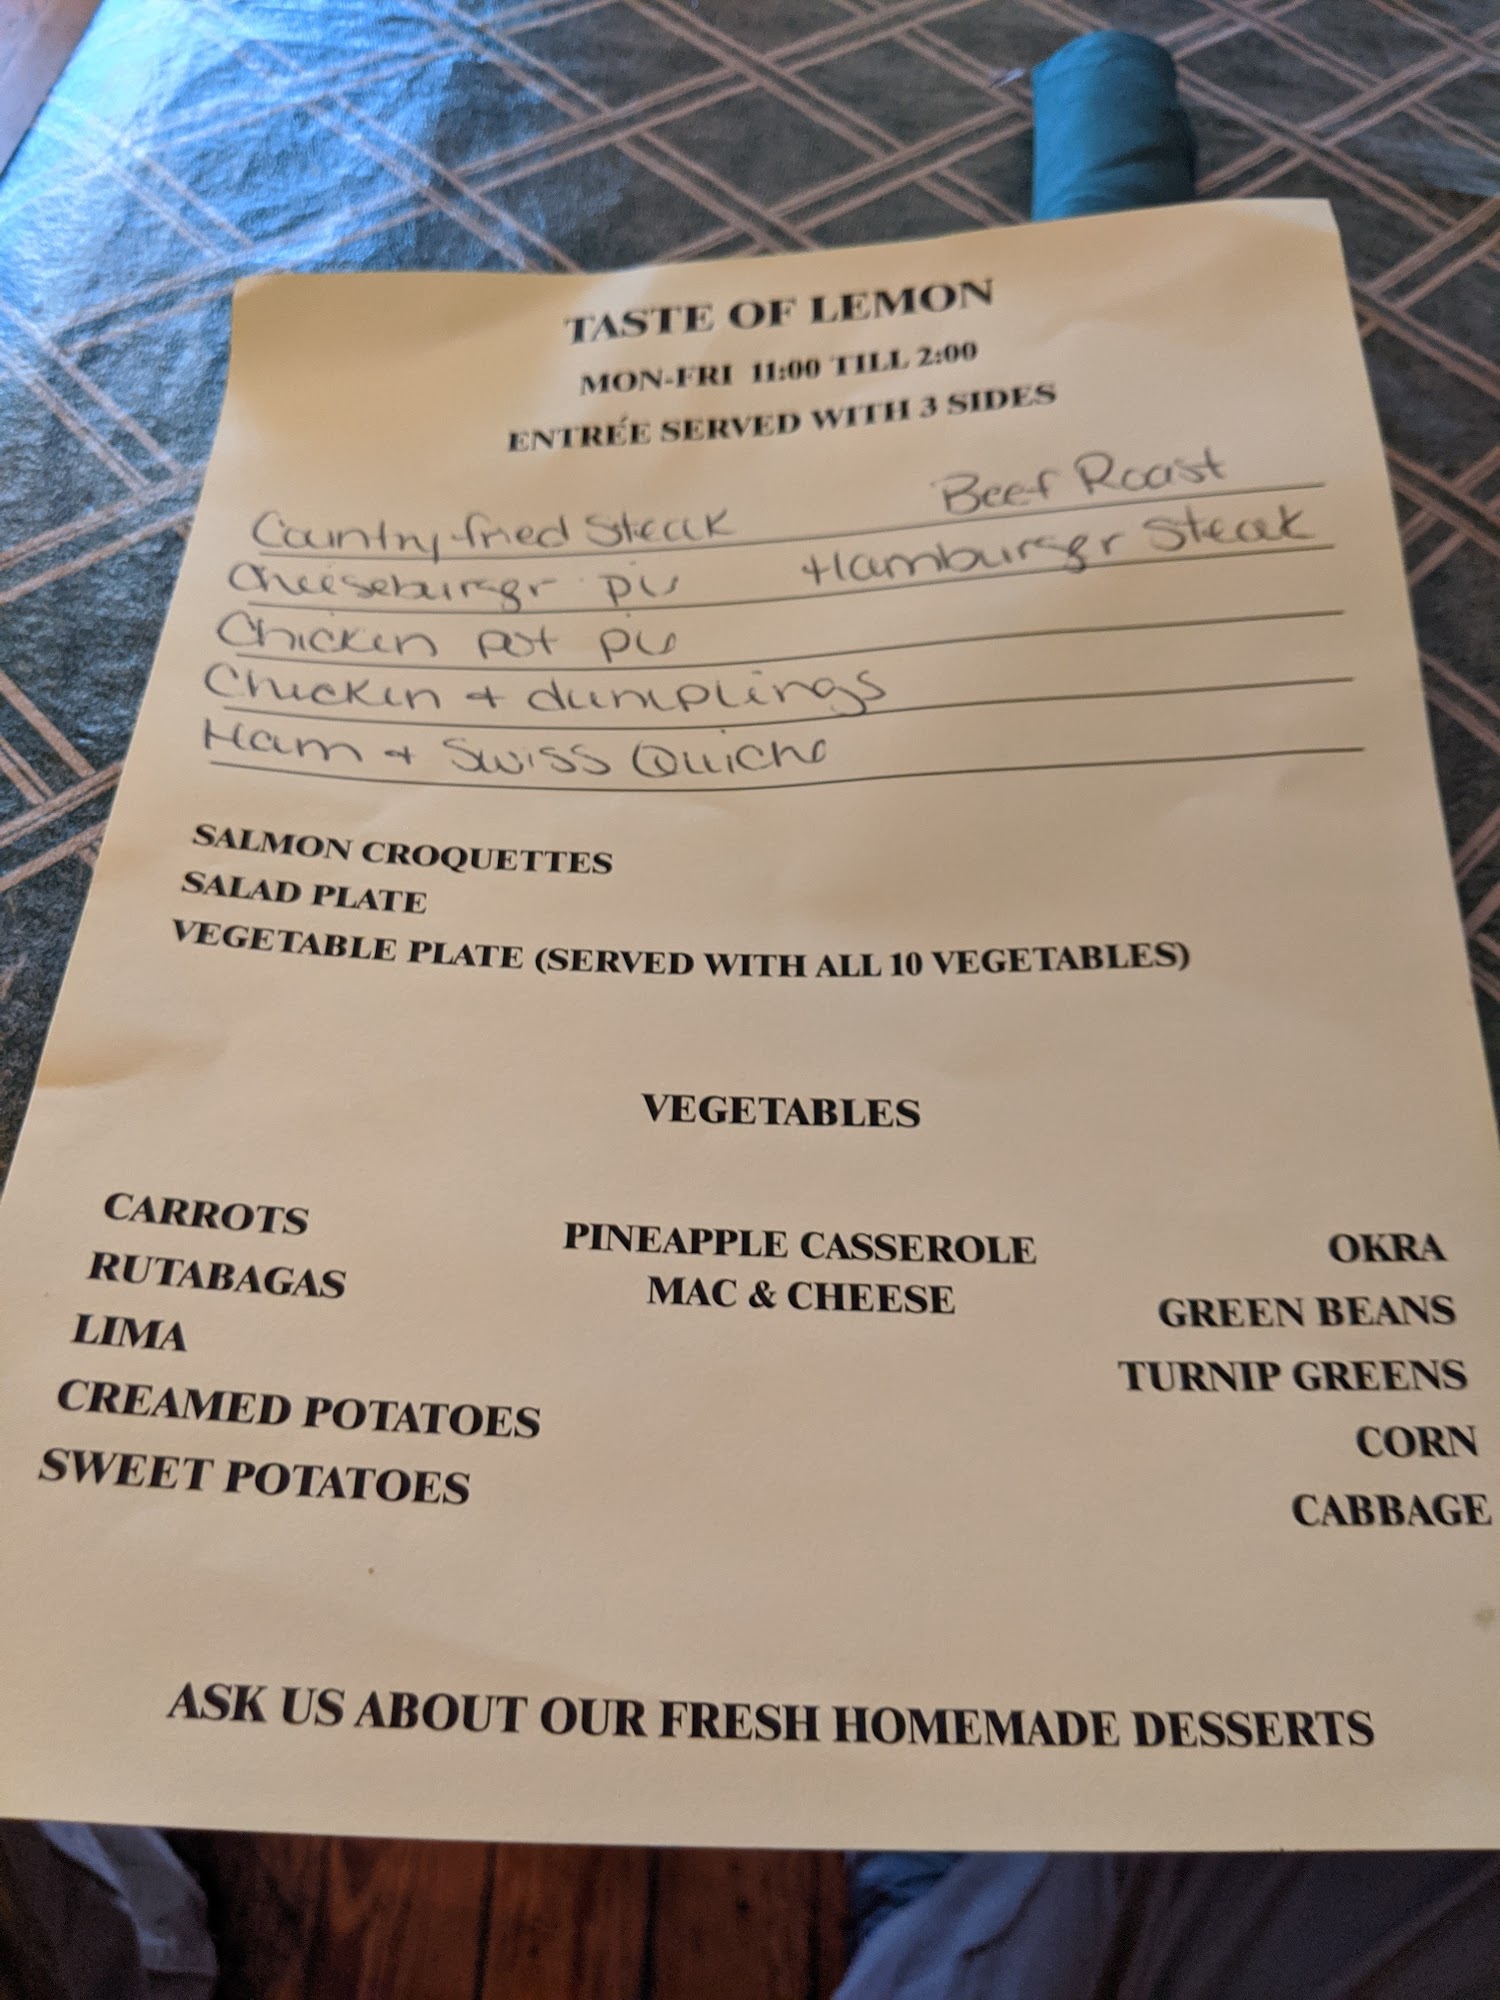 TASTE OF LEMON
MON-FRI 11:00 TILL 2:00
ENTRÉE SERVED WITH 3 SIDES
Country fried Steak Beef Roast
Cheeseburger pie Hamburger Steak
Chicken pot pie
Chicken + dumplings
Ham + Swiss Quiche
SALMON CROQUETTES
SALAD PLATE
VEGETABLE PLATE (SERVED WITH ALL 10 VEGETABLES)
VEGETABLES
CARROTS PINEAPPLE CASSEROLE OKRA
RUTABAGAS MAC & CHEESE GREEN BEANS
LIMA TURNIP GREENS
CREAMED POTATOES CORN
SWEET POTATOES CABBAGE
ASK US ABOUT OUR FRESH HOMEMADE DESSERTS